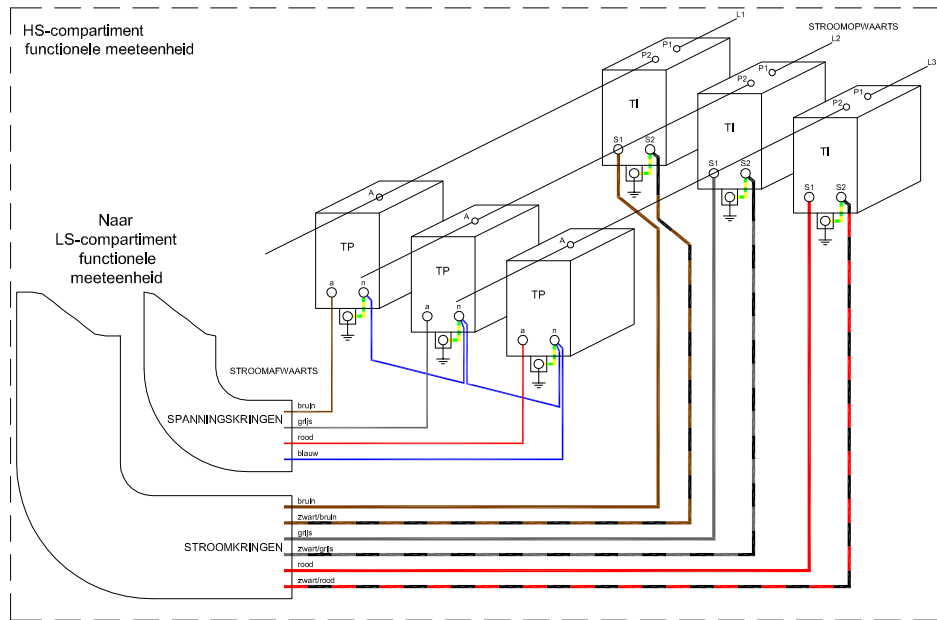 HS-compartiment
functionele meeteenheid
L1
STROOMOPWAARTS
L2
L3
P1
P2
P1
P2
P1
P2
TI
TI
TI
S1
S2
S1
S2
S1
S2
A
A
A
Naar
LS-compartiment
functionele
meeteenheid
TP
TP
TP
a
n
a
n
a
n
STROOMAFWAARTS
SPANNINGSKRINGEN
bruin
grijs
rood
blauw
STROOMKRINGEN
bruin
zwart/bruin
grijs
zwart/grijs
rood
zwart/rood